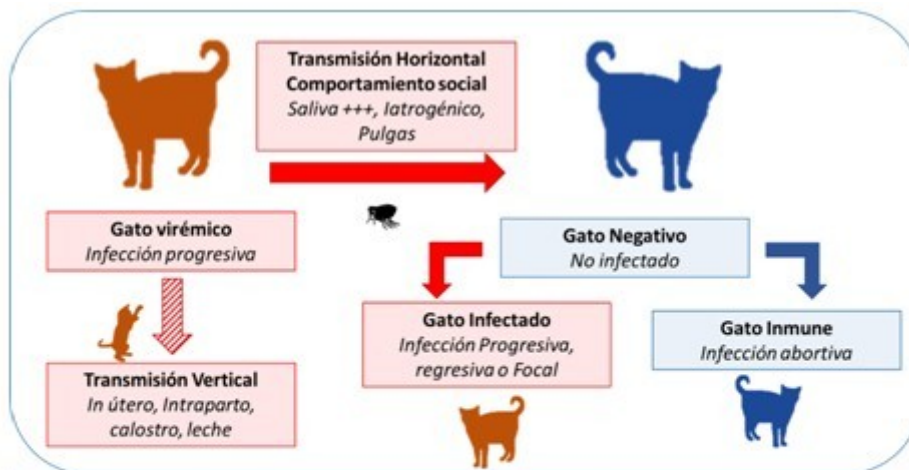 Transmisión Horizontal
Comportamiento social
Saliva +++, Iatrogénico,
Pulgas
Gato virémico
Infección progresiva
Gato Negativo
No infectado
Gato Infectado
Infección Progresiva,
regresiva o Focal
Gato Inmune
Infección abortiva
Transmisión Vertical
In útero, Intraparto,
calostro, leche